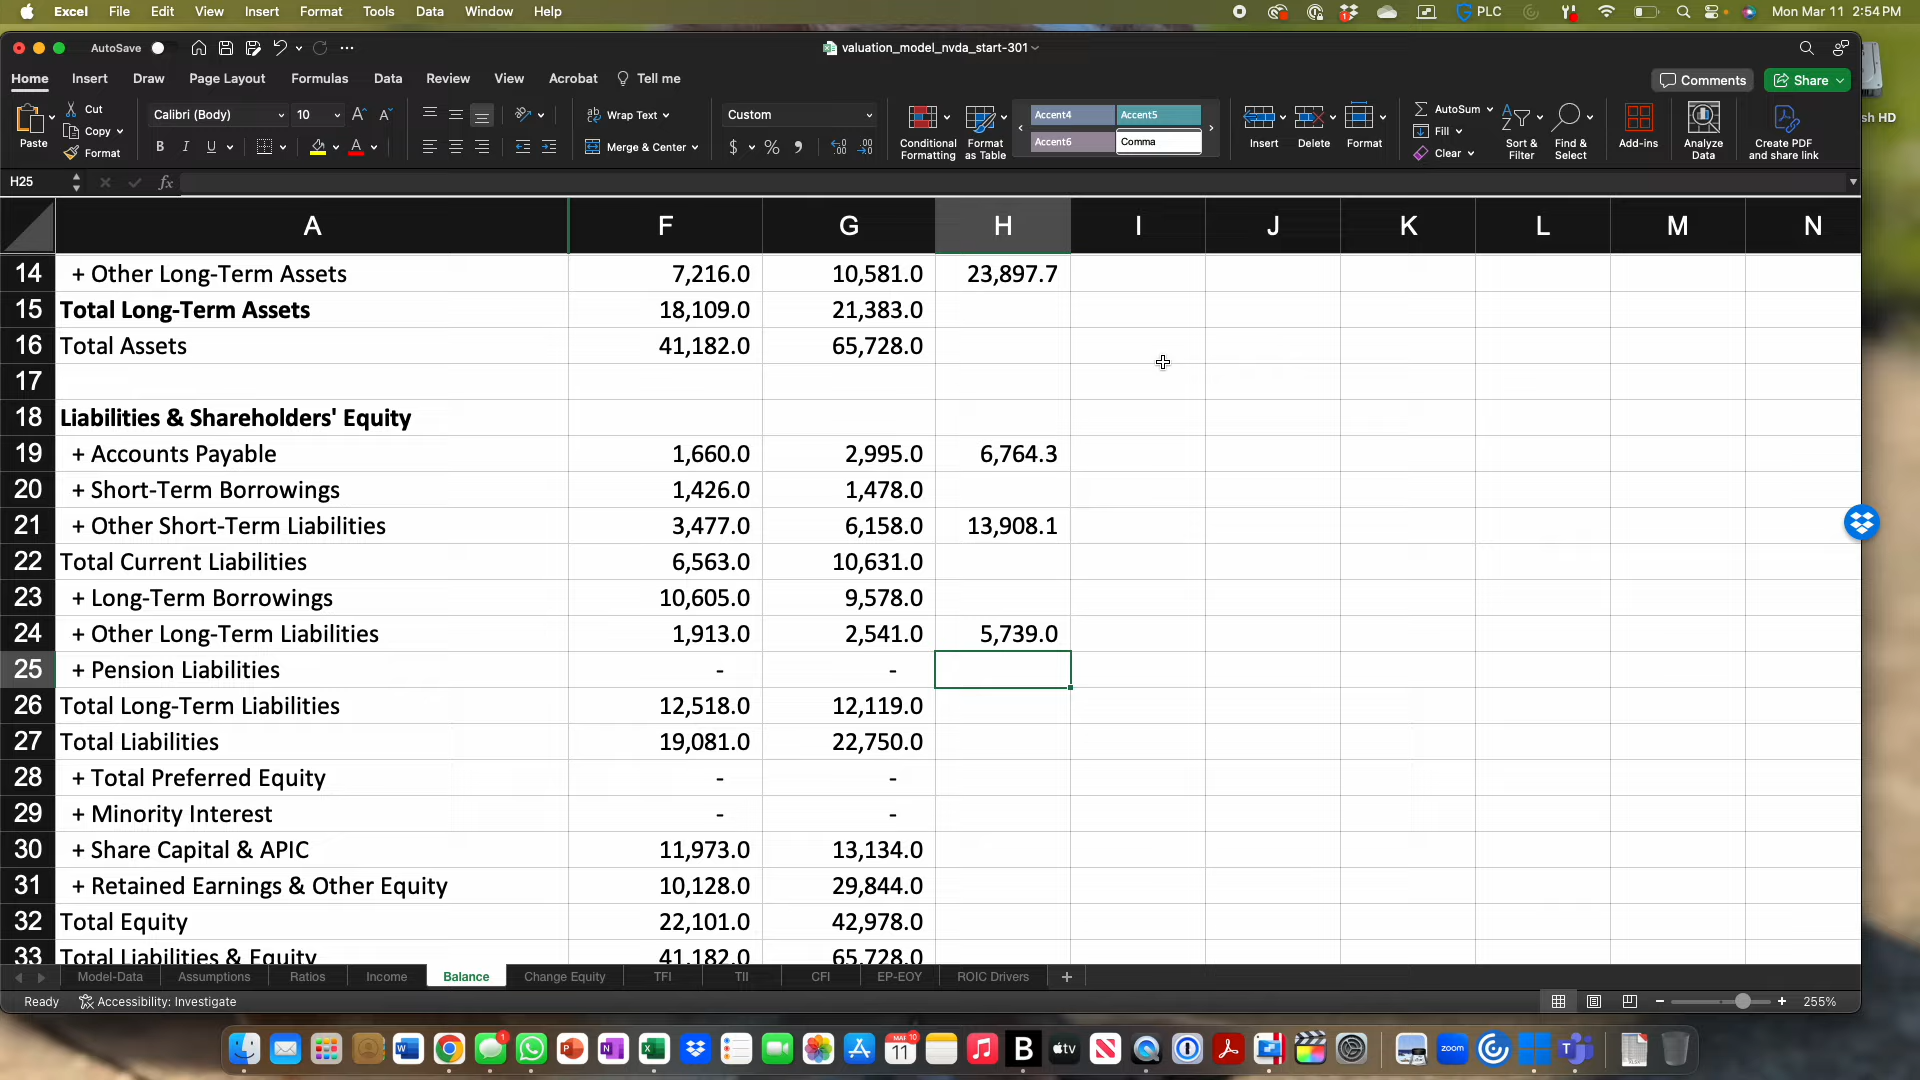 Excel File Edit View Insert Format Tools Data Window Help PLC Mon Mar 11 2:54 PM
AutoSave valuation_model_nvda_start-301
Home Insert Draw Page Layout Formulas Data Review View Acrobat Tell me Comments Share
Paste Cut Copy Format
Calibri (Body) 10
B I U A
Wrap Text
Merge & Center
Custom
$ % 9
Conditional Formatting
Format as Table
Accent4 Accent5
Accent6 Comma
Insert Delete Format
AutoSum
Fill
Clear
Sort & Filter
Find & Select
Add-ins
Analyze Data
Create PDF and share link
sh HD
H25 fx
A F G H I J K L M N
14 + Other Long-Term Assets 7,216.0 10,581.0 23,897.7
15 Total Long-Term Assets 18,109.0 21,383.0
16 Total Assets 41,182.0 65,728.0
17
18 Liabilities & Shareholders' Equity
19 + Accounts Payable 1,660.0 2,995.0 6,764.3
20 + Short-Term Borrowings 1,426.0 1,478.0
21 + Other Short-Term Liabilities 3,477.0 6,158.0 13,908.1
22 Total Current Liabilities 6,563.0 10,631.0
23 + Long-Term Borrowings 10,605.0 9,578.0
24 + Other Long-Term Liabilities 1,913.0 2,541.0 5,739.0
25 + Pension Liabilities - -
26 Total Long-Term Liabilities 12,518.0 12,119.0
27 Total Liabilities 19,081.0 22,750.0
28 + Total Preferred Equity - -
29 + Minority Interest - -
30 + Share Capital & APIC 11,973.0 13,134.0
31 + Retained Earnings & Other Equity 10,128.0 29,844.0
32 Total Equity 22,101.0 42,978.0
33 Total Liabilities & Equity 41,182.0 65,728.0
Model-Data Assumptions Ratios Income Balance Change Equity TFI TII CFI EP-EOY ROIC Drivers +
Ready Accessibility: Investigate 255%